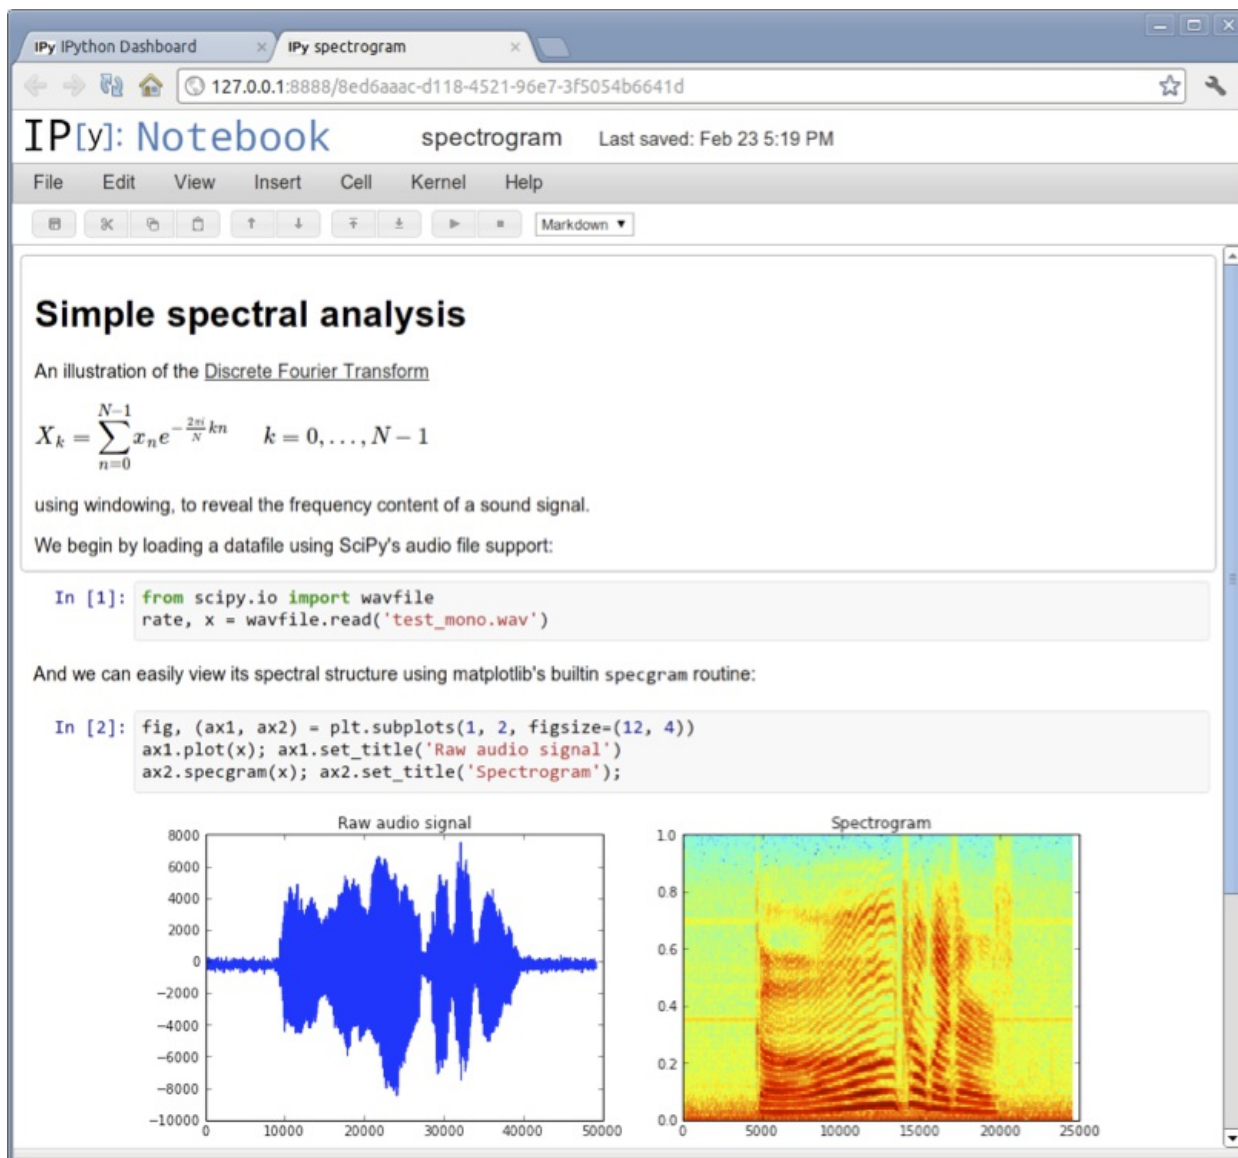 IPy IPython Dashboard
IPy spectrogram
127.0.0.1:8888/8ed6aaac-d118-4521-96e7-3f5054b6641d
IP[y]: Notebook spectrogram Last saved: Feb 23 5:19 PM
File Edit View Insert Cell Kernel Help
Markdown
Simple spectral analysis
An illustration of the Discrete Fourier Transform
N−1
X_k = ∑ x_n e^{−\frac{2πi}{N}kn} k = 0, . . . , N − 1
n=0
using windowing, to reveal the frequency content of a sound signal.
We begin by loading a datafile using SciPy's audio file support:
In [1]: from scipy.io import wavfile
rate, x = wavfile.read('test_mono.wav')
And we can easily view its spectral structure using matplotlib's builtin specgram routine:
In [2]: fig, (ax1, ax2) = plt.subplots(1, 2, figsize=(12, 4))
ax1.plot(x); ax1.set_title('Raw audio signal')
ax2.specgram(x); ax2.set_title('Spectrogram');
Raw audio signal
8000
6000
4000
2000
0
−2000
−4000
−6000
−8000
−10000
0 10000 20000 30000 40000 50000
Spectrogram
1.0
0.8
0.6
0.4
0.2
0.0
0 5000 10000 15000 20000 25000